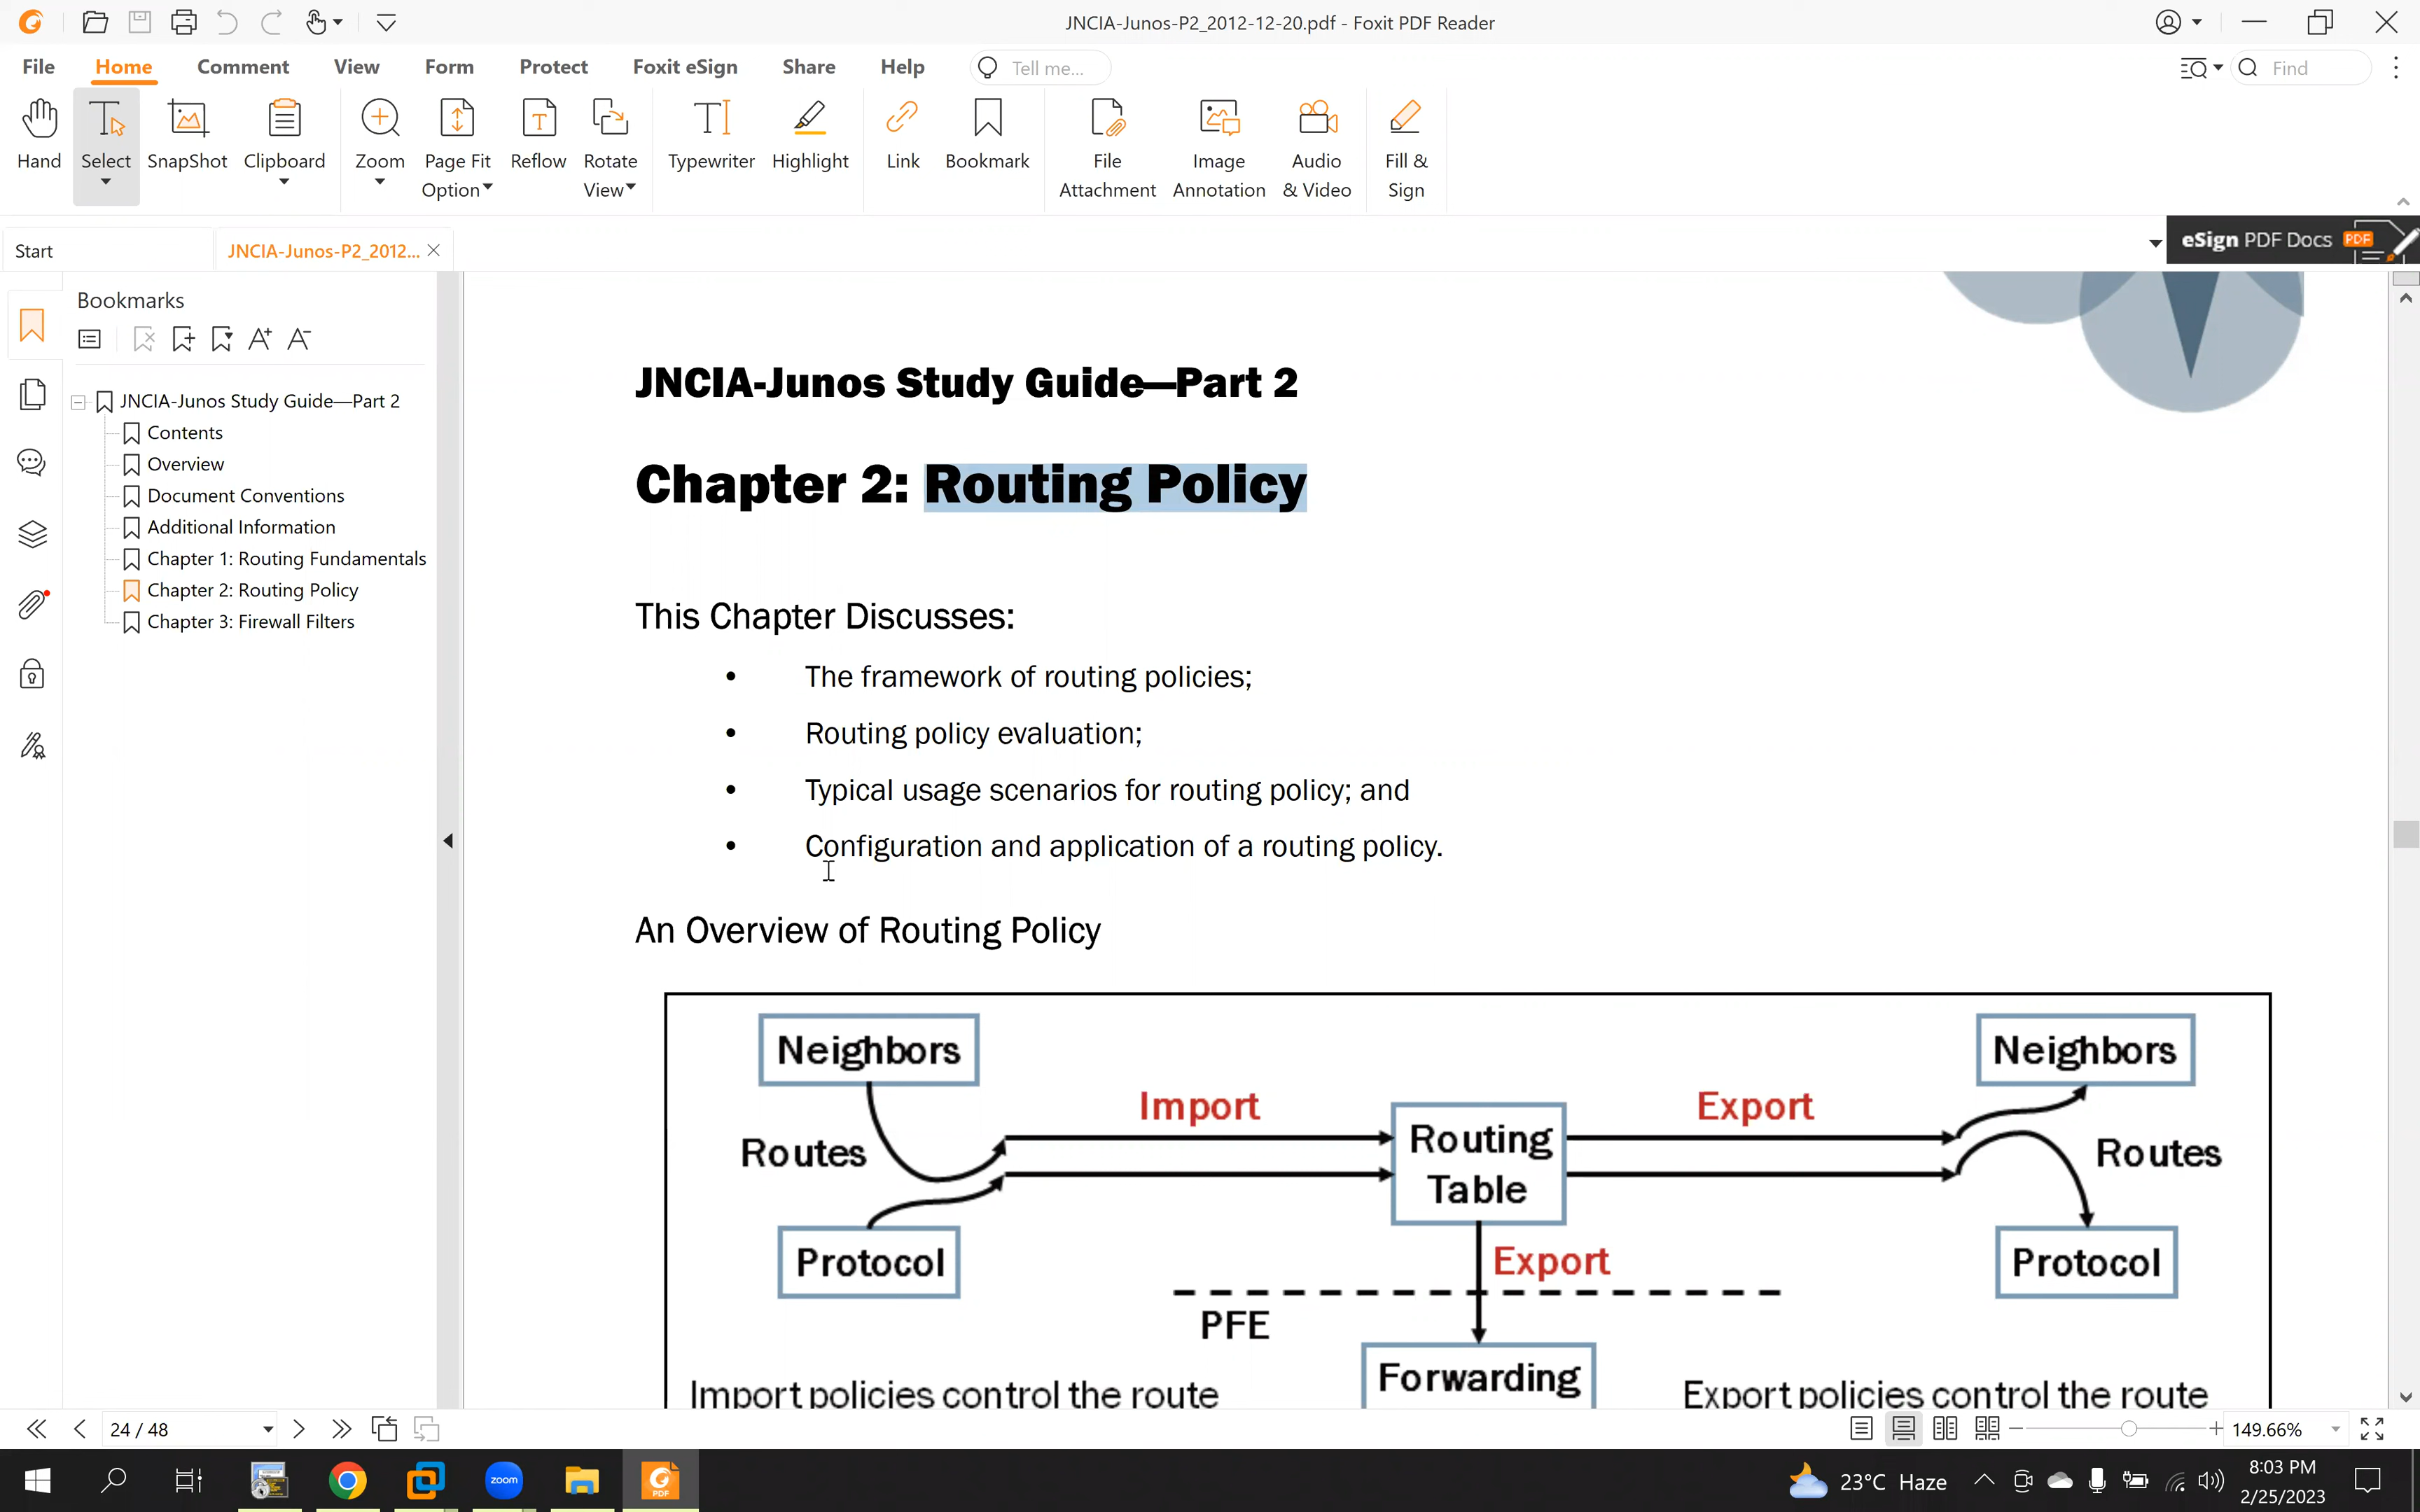 JNCIA-Junos-P2_2012-12-20.pdf - Foxit PDF Reader
File Home Comment View Form Protect Foxit eSign Share Help Tell me... Find
Hand Select SnapShot Clipboard Zoom Page Fit Option Reflow Rotate View Typewriter Highlight Link Bookmark File Attachment Image Annotation Audio & Video Fill & Sign
Start JNCIA-Junos-P2_2012... eSign PDF Docs PDF
Bookmarks
JNCIA-Junos Study Guide—Part 2
Contents
Overview
Document Conventions
Additional Information
Chapter 1: Routing Fundamentals
Chapter 2: Routing Policy
Chapter 3: Firewall Filters
JNCIA-Junos Study Guide—Part 2
Chapter 2: Routing Policy
This Chapter Discusses:
• The framework of routing policies;
• Routing policy evaluation;
• Typical usage scenarios for routing policy; and
• Configuration and application of a routing policy.
An Overview of Routing Policy
Neighbors Neighbors
Import Export
Routes Routing Table Routes
Protocol Export Protocol
PFE
Forwarding
Import policies control the route Export policies control the route
24 / 48 149.66%
zoom PDF 23°C Haze 8:03 PM
2/25/2023